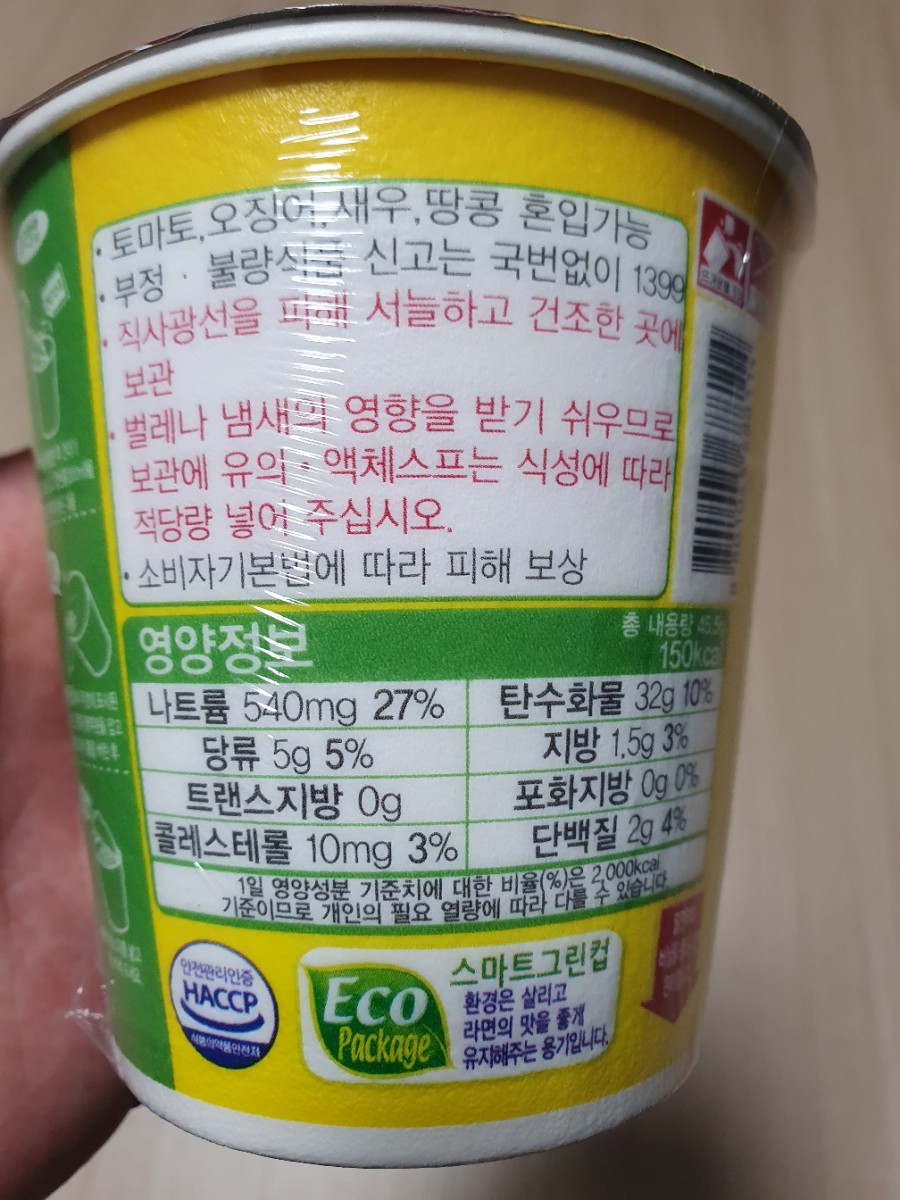 · 토마토,오징어,새우,땅콩 혼입가능
· 부정 · 불량식품 신고는 국번없이 1399
· 직사광선을 피해 서늘하고 건조한 곳에
보관
· 벌레나 냄새의 영향을 받기 쉬우므로
보관에 유의 · 액체스프는 식성에 따라
적당량 넣어 주십시오.
· 소비자기본법에 따라 피해 보상
영양정보
총 내용량 45.5g
150kcal
나트륨 540mg 27%
탄수화물 32g 10%
당류 5g 5%
지방 1.5g 3%
트랜스지방 0g
포화지방 0g 0%
콜레스테롤 10mg 3%
단백질 2g 4%
1일 영양성분 기준치에 대한 비율(%)은 2,000kcal
기준이므로 개인의 필요 열량에 따라 다를 수 있습니다
안전관리인증
HACCP
식품의약품안전처
Eco
Package
스마트그린컵
환경은 살리고
라면의 맛을 좋게
유지해주는 용기입니다.